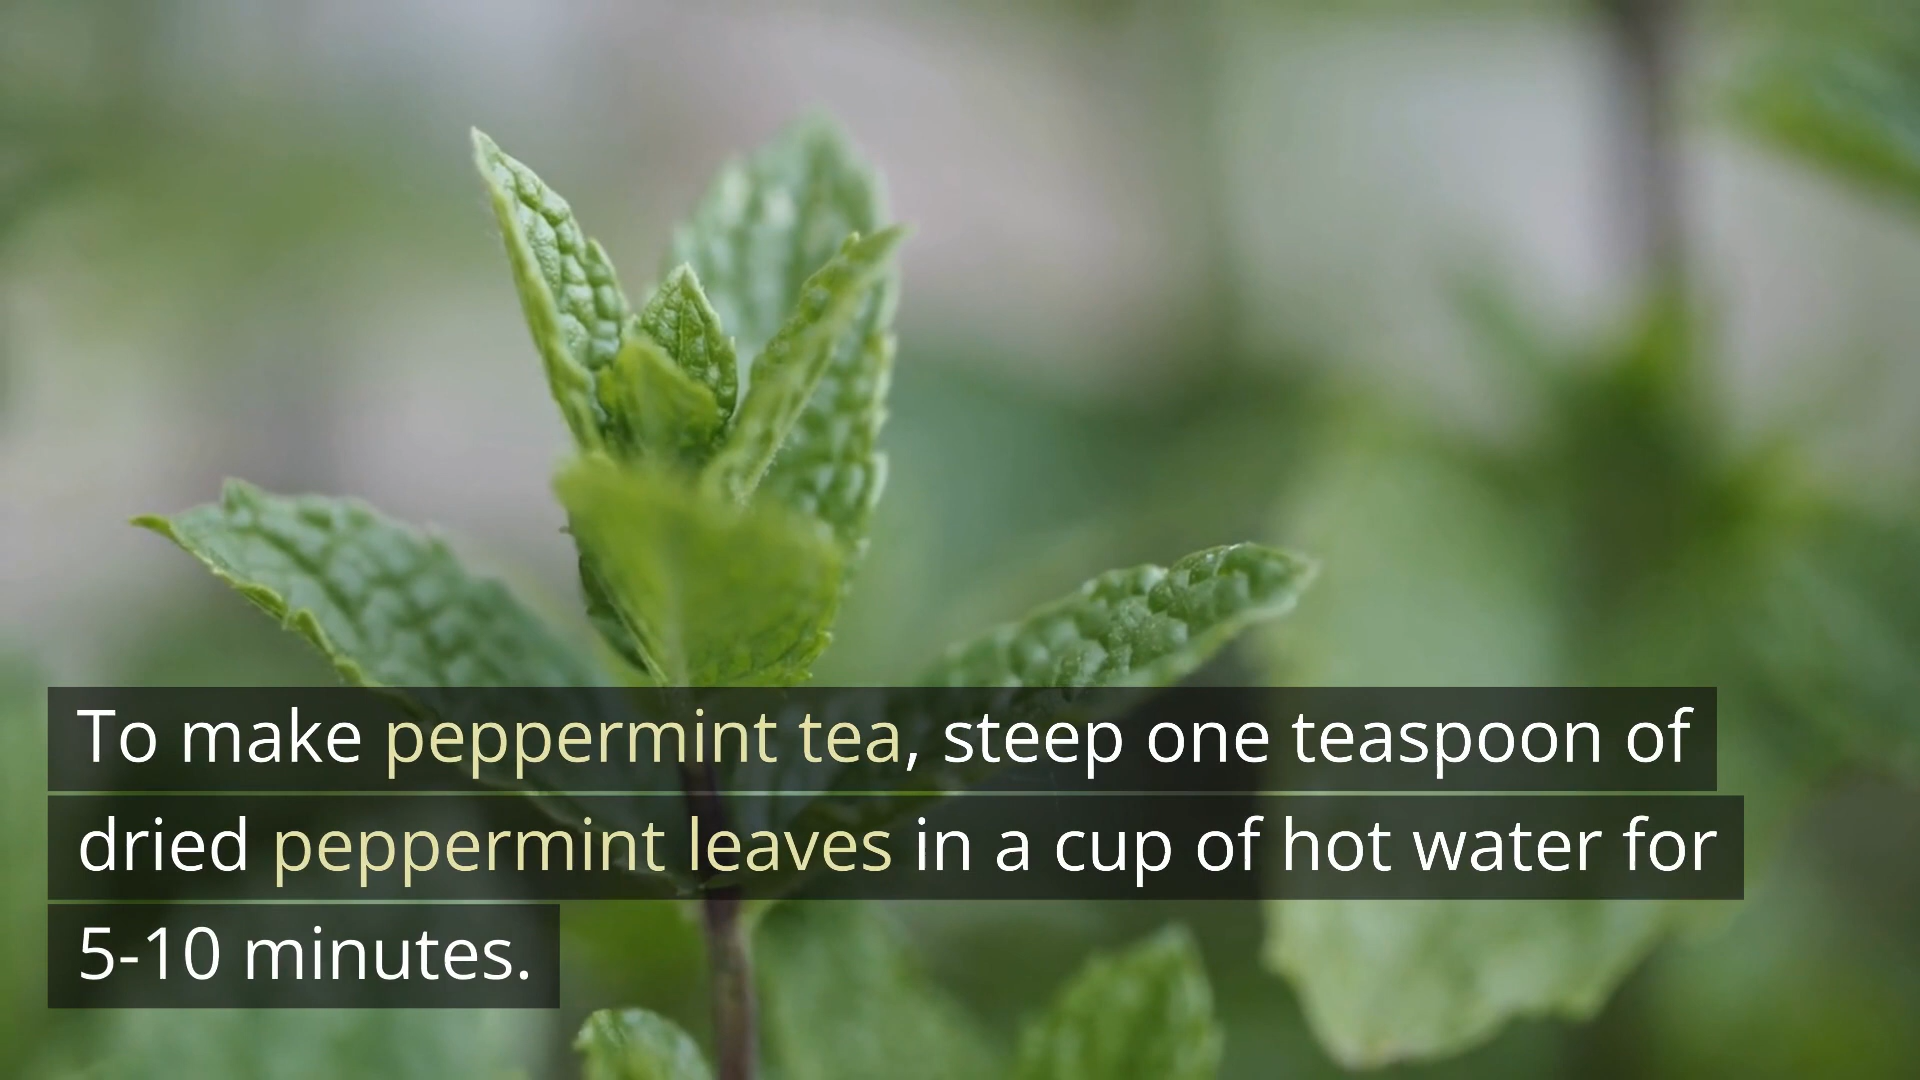 To make peppermint tea, steep one teaspoon of
dried peppermint leaves in a cup of hot water for
5-10 minutes.